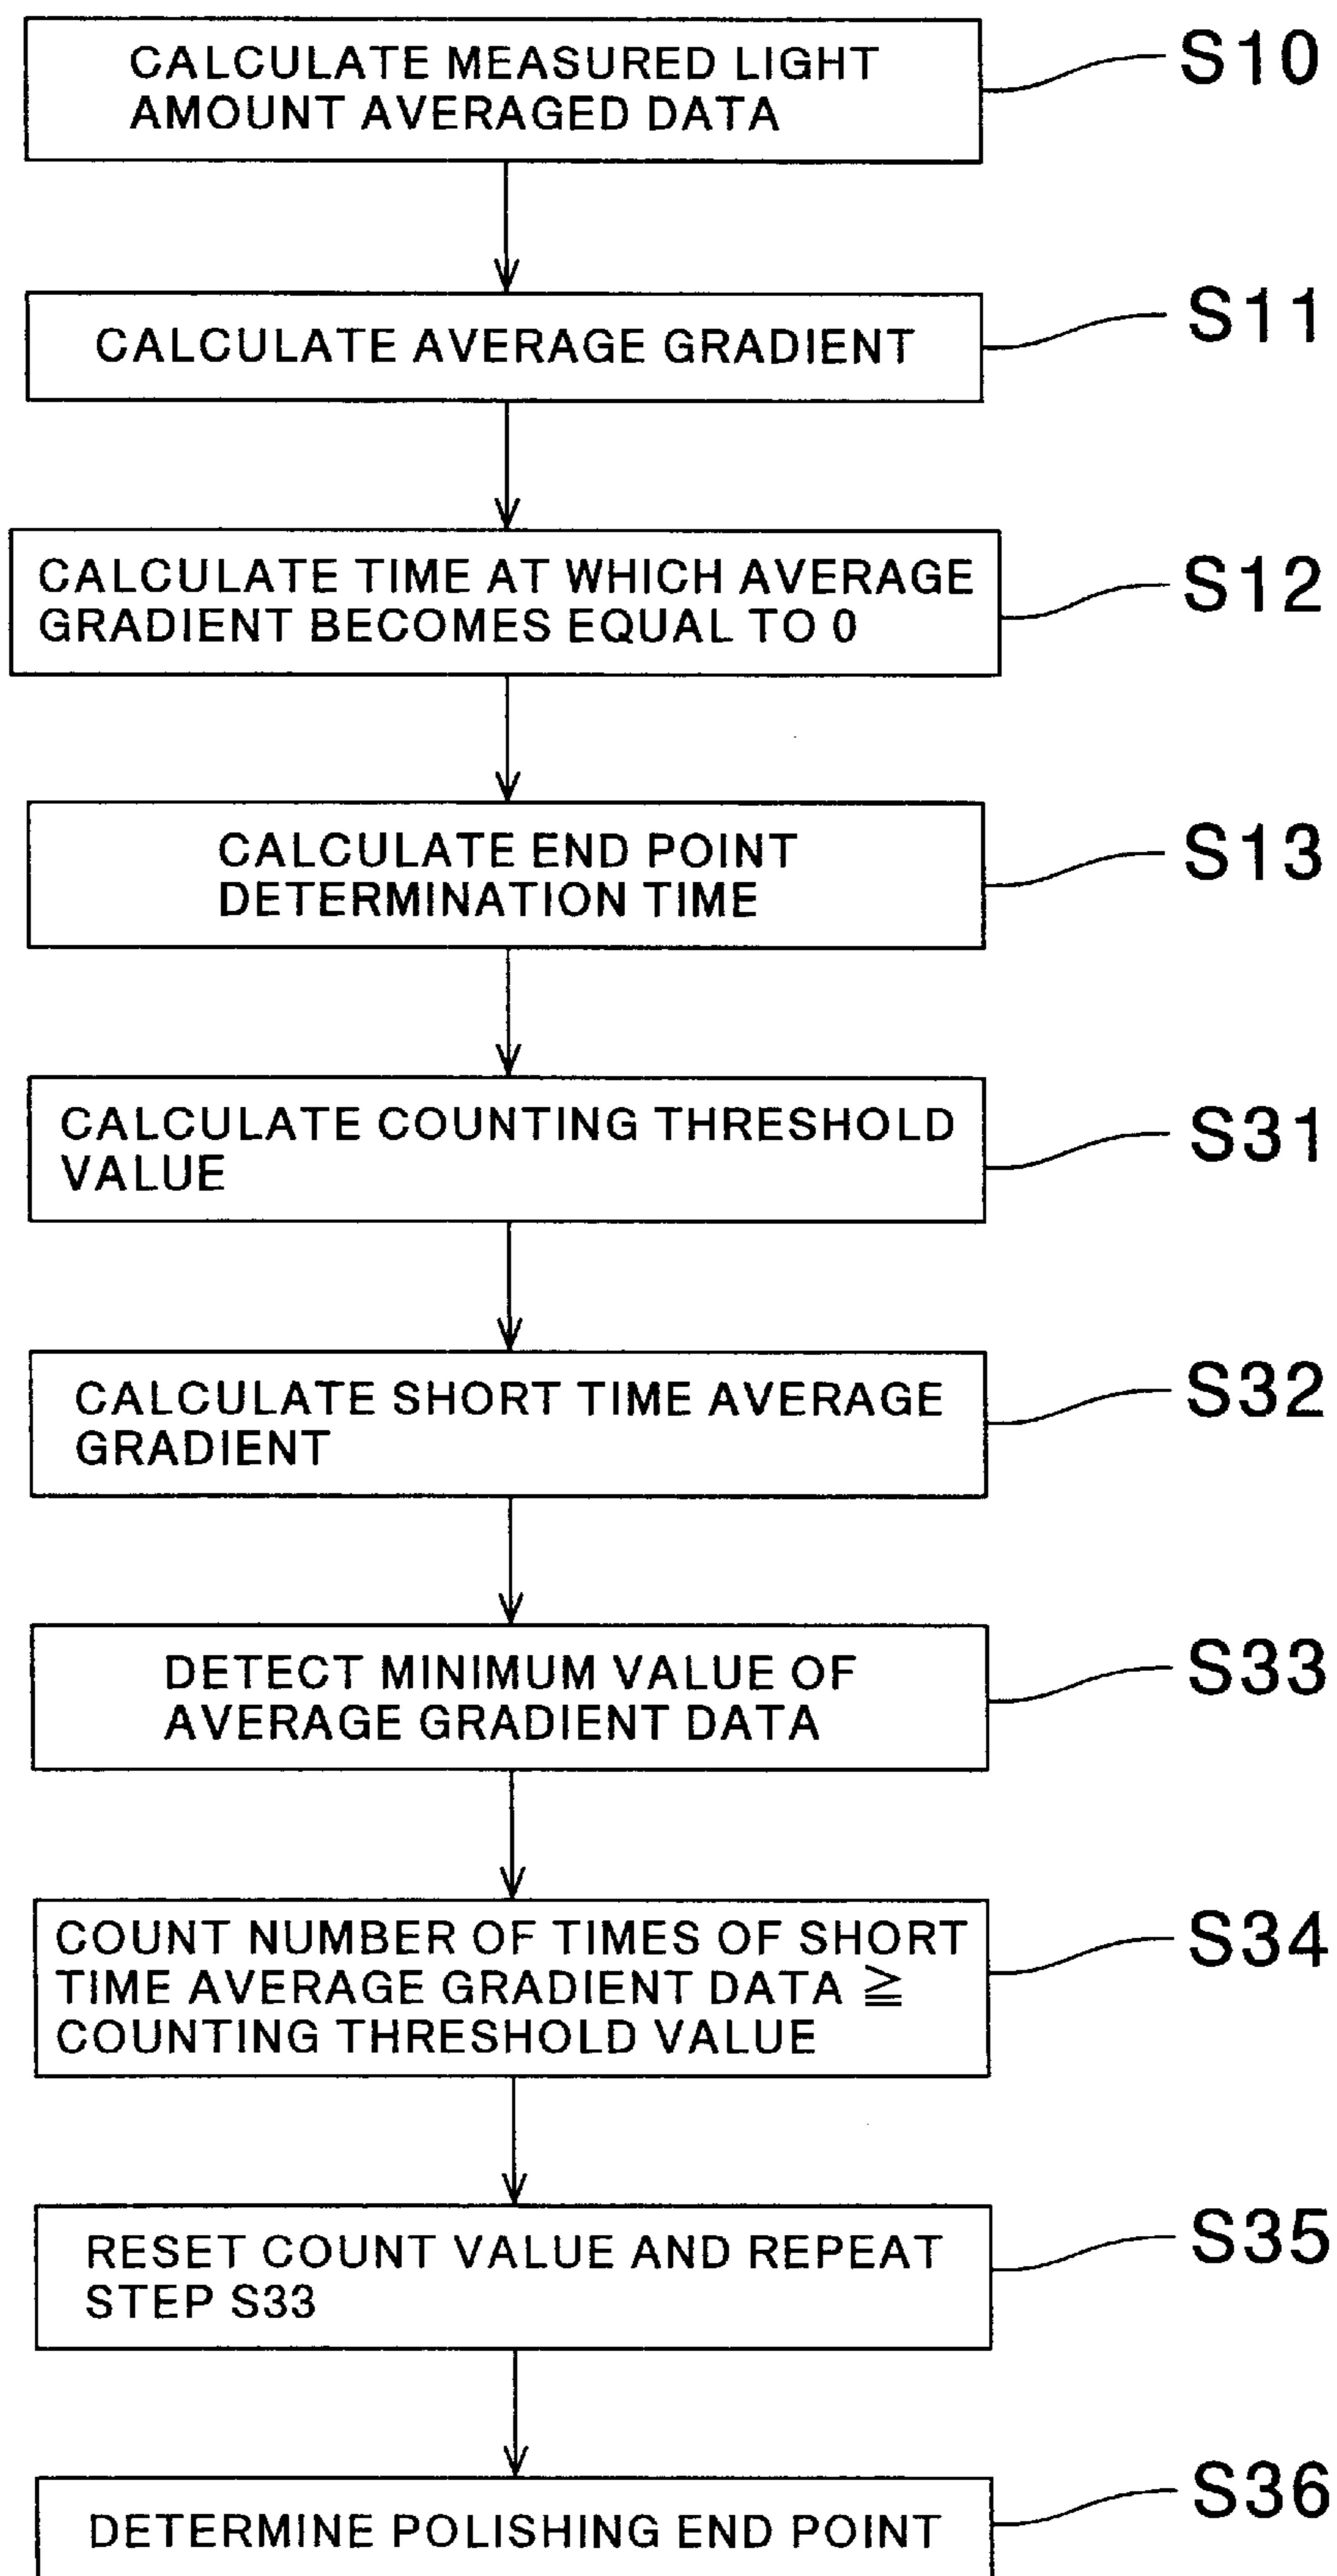 CALCULATE MEASURED LIGHT
AMOUNT AVERAGED DATA
S10
CALCULATE AVERAGE GRADIENT
S11
CALCULATE TIME AT WHICH AVERAGE
GRADIENT BECOMES EQUAL TO 0
S12
CALCULATE END POINT
DETERMINATION TIME
S13
CALCULATE COUNTING THRESHOLD
VALUE
S31
CALCULATE SHORT TIME AVERAGE
GRADIENT
S32
DETECT MINIMUM VALUE OF
AVERAGE GRADIENT DATA
S33
COUNT NUMBER OF TIMES OF SHORT
TIME AVERAGE GRADIENT DATA ≧
COUNTING THRESHOLD VALUE
S34
RESET COUNT VALUE AND REPEAT
STEP S33
S35
DETERMINE POLISHING END POINT
S36